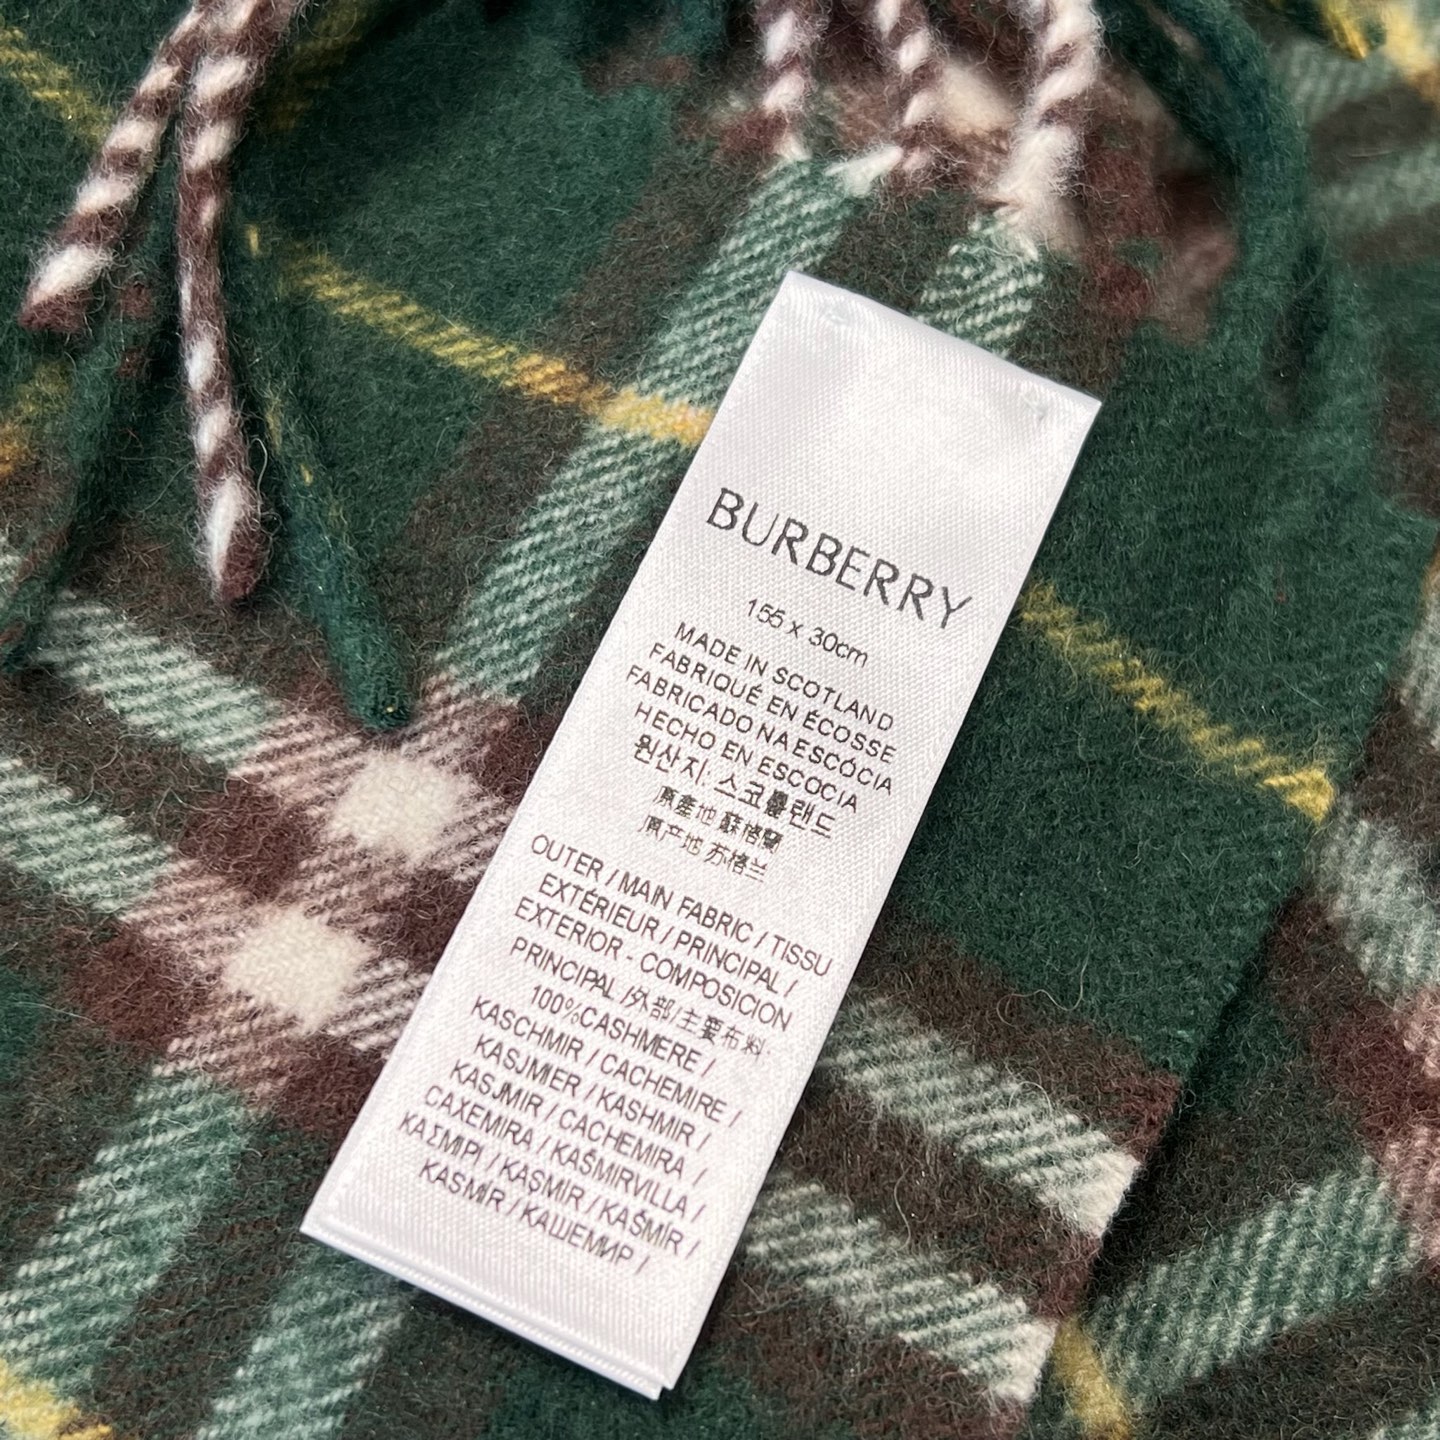 BURBERRY
155 x 30cm
MADE IN SCOTLAND
FABRIQUÉ EN ÉCOSSE
FABRICADO NA ESCÓCIA
HECHO EN ESCOCIA
원산지: 스코틀랜드
原產地 蘇格蘭
原产地 苏格兰
OUTER / MAIN FABRIC / TISSU
EXTÉRIEUR / PRINCIPAL /
EXTERIOR - COMPOSICION
PRINCIPAL /外部/主要布料:
100%CASHMERE /
KASCHMIR / CACHEMIRE /
KASJMIER / KASHMIR /
KASJMIR / CACHEMIRA /
CAXEMIRA / KAŠMIRVILLA /
ΚΑΣΜΙΡΙ / KAŞMİR / KAŠMÍR /
KASMÍR / КАШЕМИР /